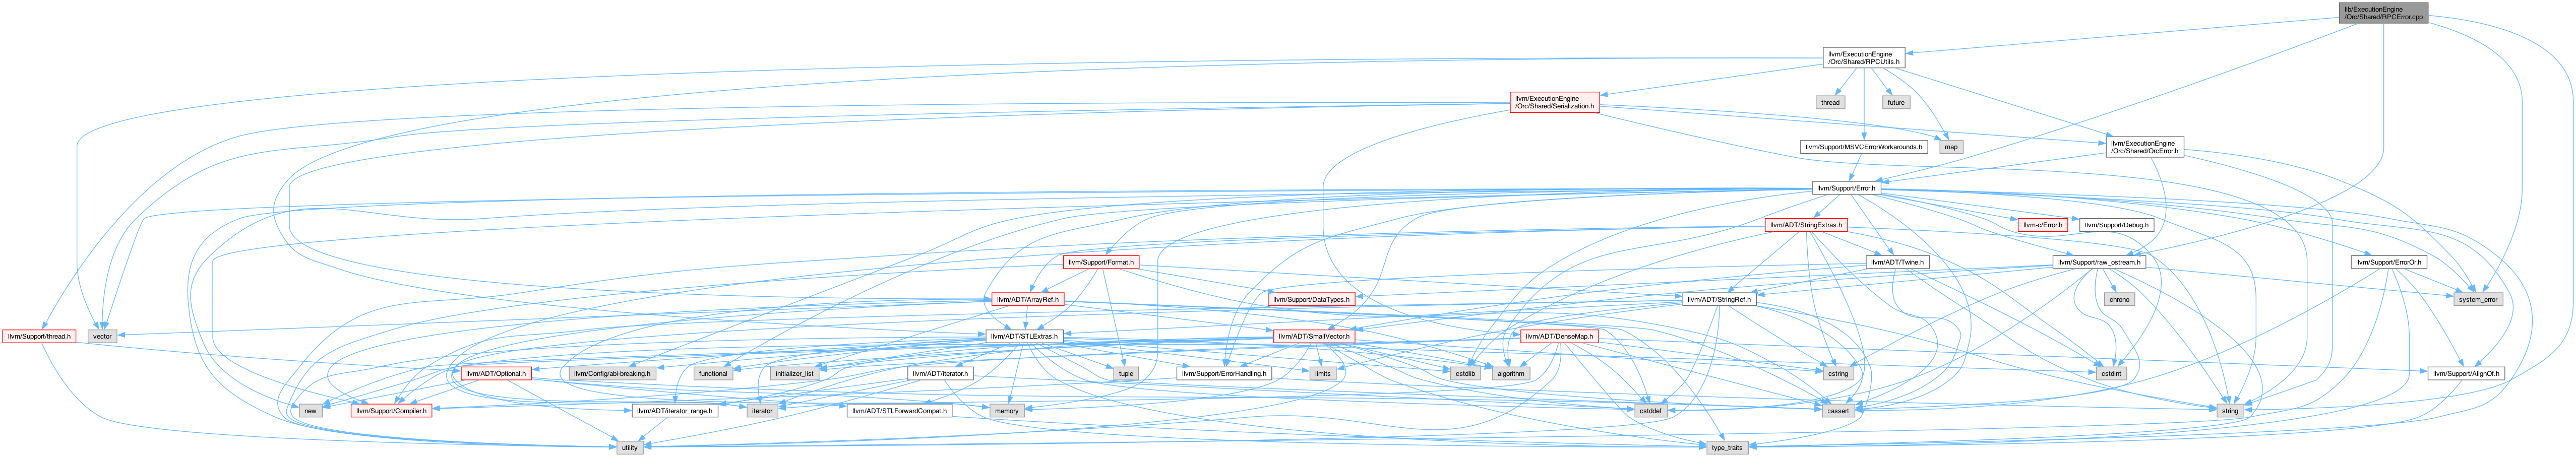 lib/ExecutionEngine
/Orc/Shared/RPCError.cpp
llvm/ExecutionEngine
/Orc/Shared/RPCUtils.h
llvm/ExecutionEngine
/Orc/Shared/Serialization.h
thread
future
llvm/Support/MSVCErrorWorkarounds.h
map
llvm/ExecutionEngine
/Orc/Shared/OrcError.h
llvm/Support/Error.h
llvm/ADT/StringExtras.h
llvm-c/Error.h
llvm/Support/Debug.h
llvm/Support/Format.h
llvm/ADT/Twine.h
llvm/Support/raw_ostream.h
llvm/Support/ErrorOr.h
llvm/ADT/ArrayRef.h
llvm/Support/DataTypes.h
llvm/ADT/StringRef.h
chrono
system_error
llvm/Support/thread.h
vector
llvm/ADT/STLExtras.h
llvm/ADT/SmallVector.h
llvm/ADT/DenseMap.h
llvm/ADT/Optional.h
llvm/Config/abi-breaking.h
functional
initializer_list
llvm/ADT/iterator.h
tuple
llvm/Support/ErrorHandling.h
limits
cstdlib
algorithm
cstring
cstdint
llvm/Support/AlignOf.h
new
llvm/Support/Compiler.h
llvm/ADT/iterator_range.h
iterator
llvm/ADT/STLForwardCompat.h
memory
cstddef
cassert
string
utility
type_traits